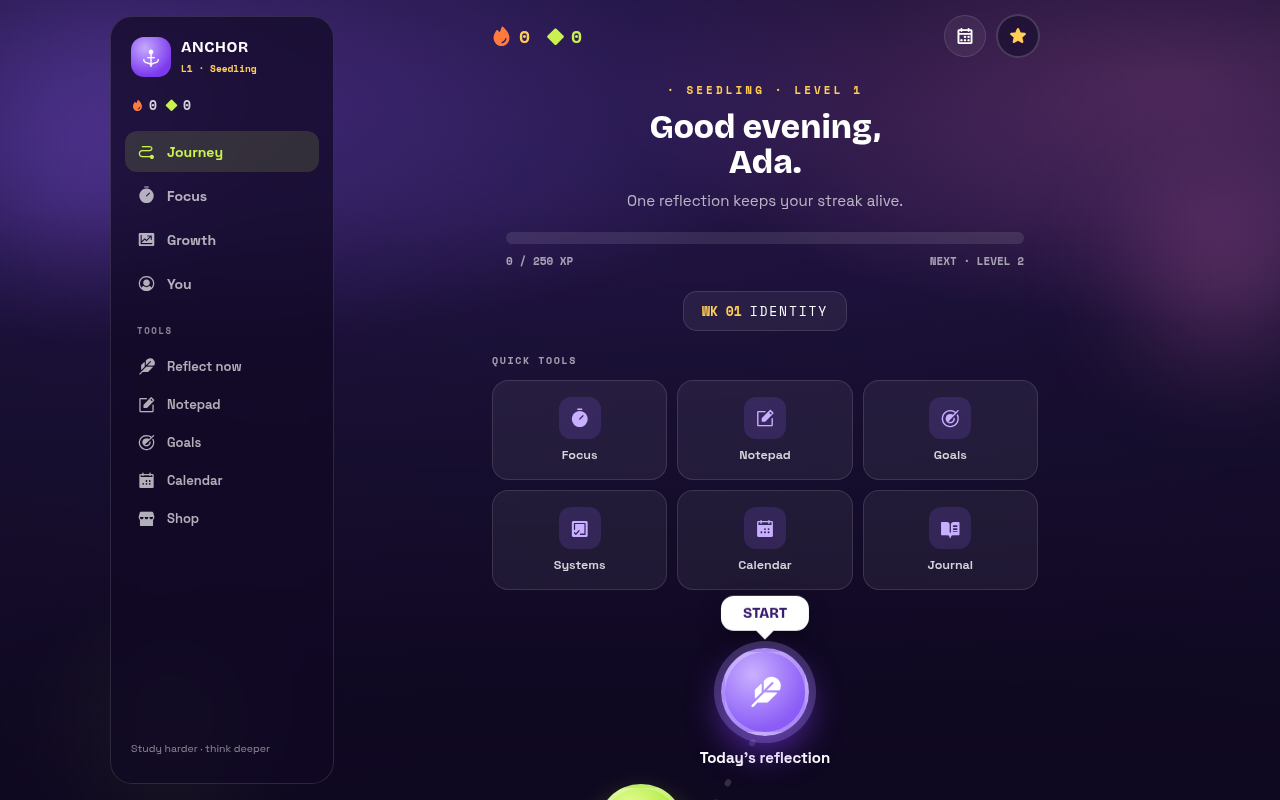 ANCHOR
L1 · Seedling
0 0
Journey
Focus
Growth
You
TOOLS
Reflect now
Notepad
Goals
Calendar
Shop
Study harder · think deeper
0 0
· SEEDLING · LEVEL 1
Good evening,
Ada.
One reflection keeps your streak alive.
0 / 250 XP
NEXT · LEVEL 2
WK 01 IDENTITY
QUICK TOOLS
Focus
Notepad
Goals
Systems
Calendar
Journal
START
Today's reflection